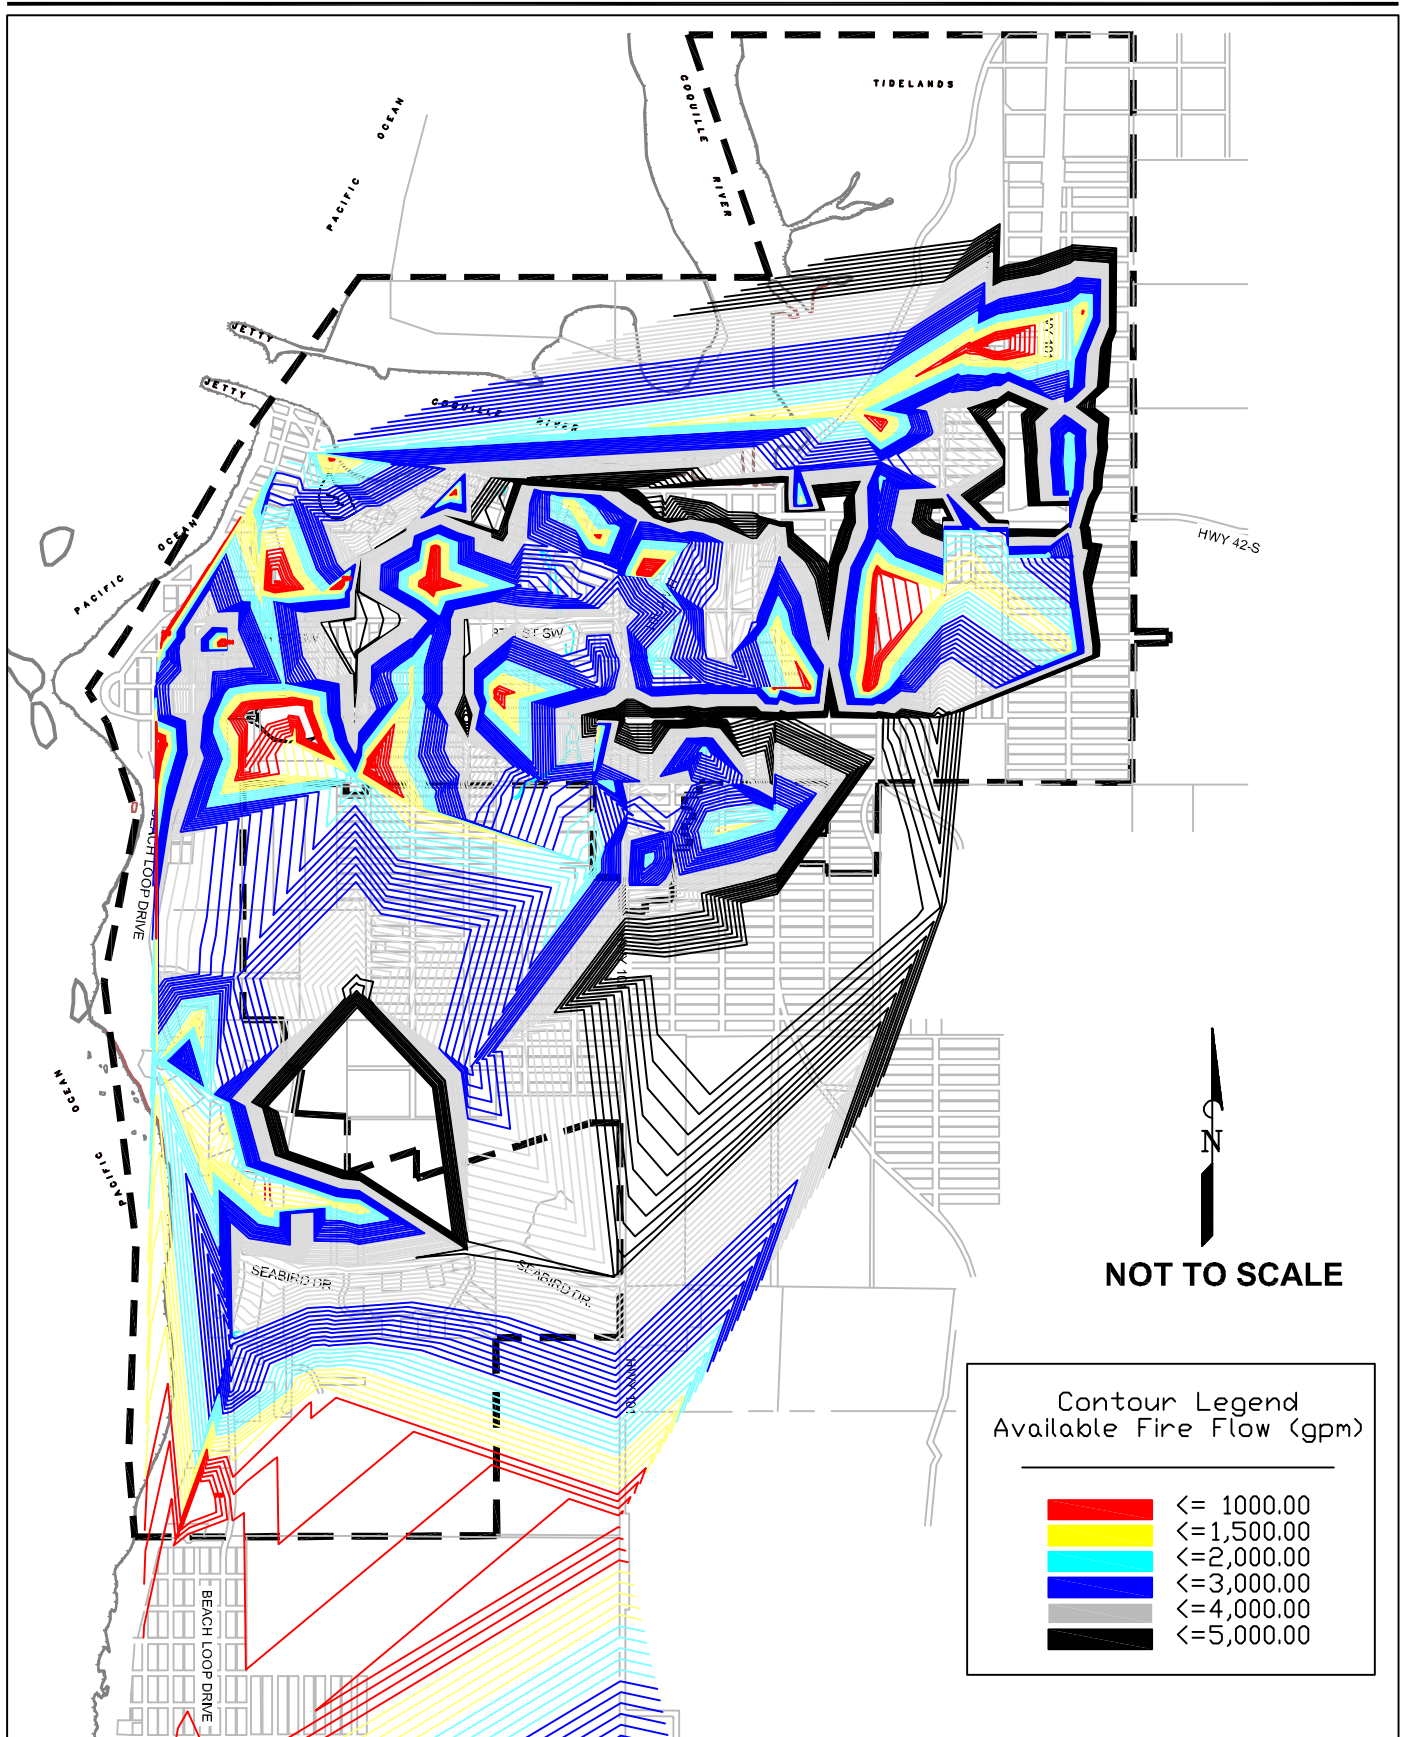 TIDELANDS
COQUILLE
RIVER
OCEAN
PACIFIC
JETTY
JETTY
COQUILLE
RIVER
OCEAN
PACIFIC
HWY 42-S
BEACH LOOP DRIVE
OCEAN
PACIFIC
SEABIRD DR.
SEABIRD DR.
HWY 101
BEACH LOOP DRIVE
N
NOT TO SCALE
Contour Legend
Available Fire Flow (gpm)
<= 1000.00
<=1,500.00
<=2,000.00
<=3,000.00
<=4,000.00
<=5,000.00